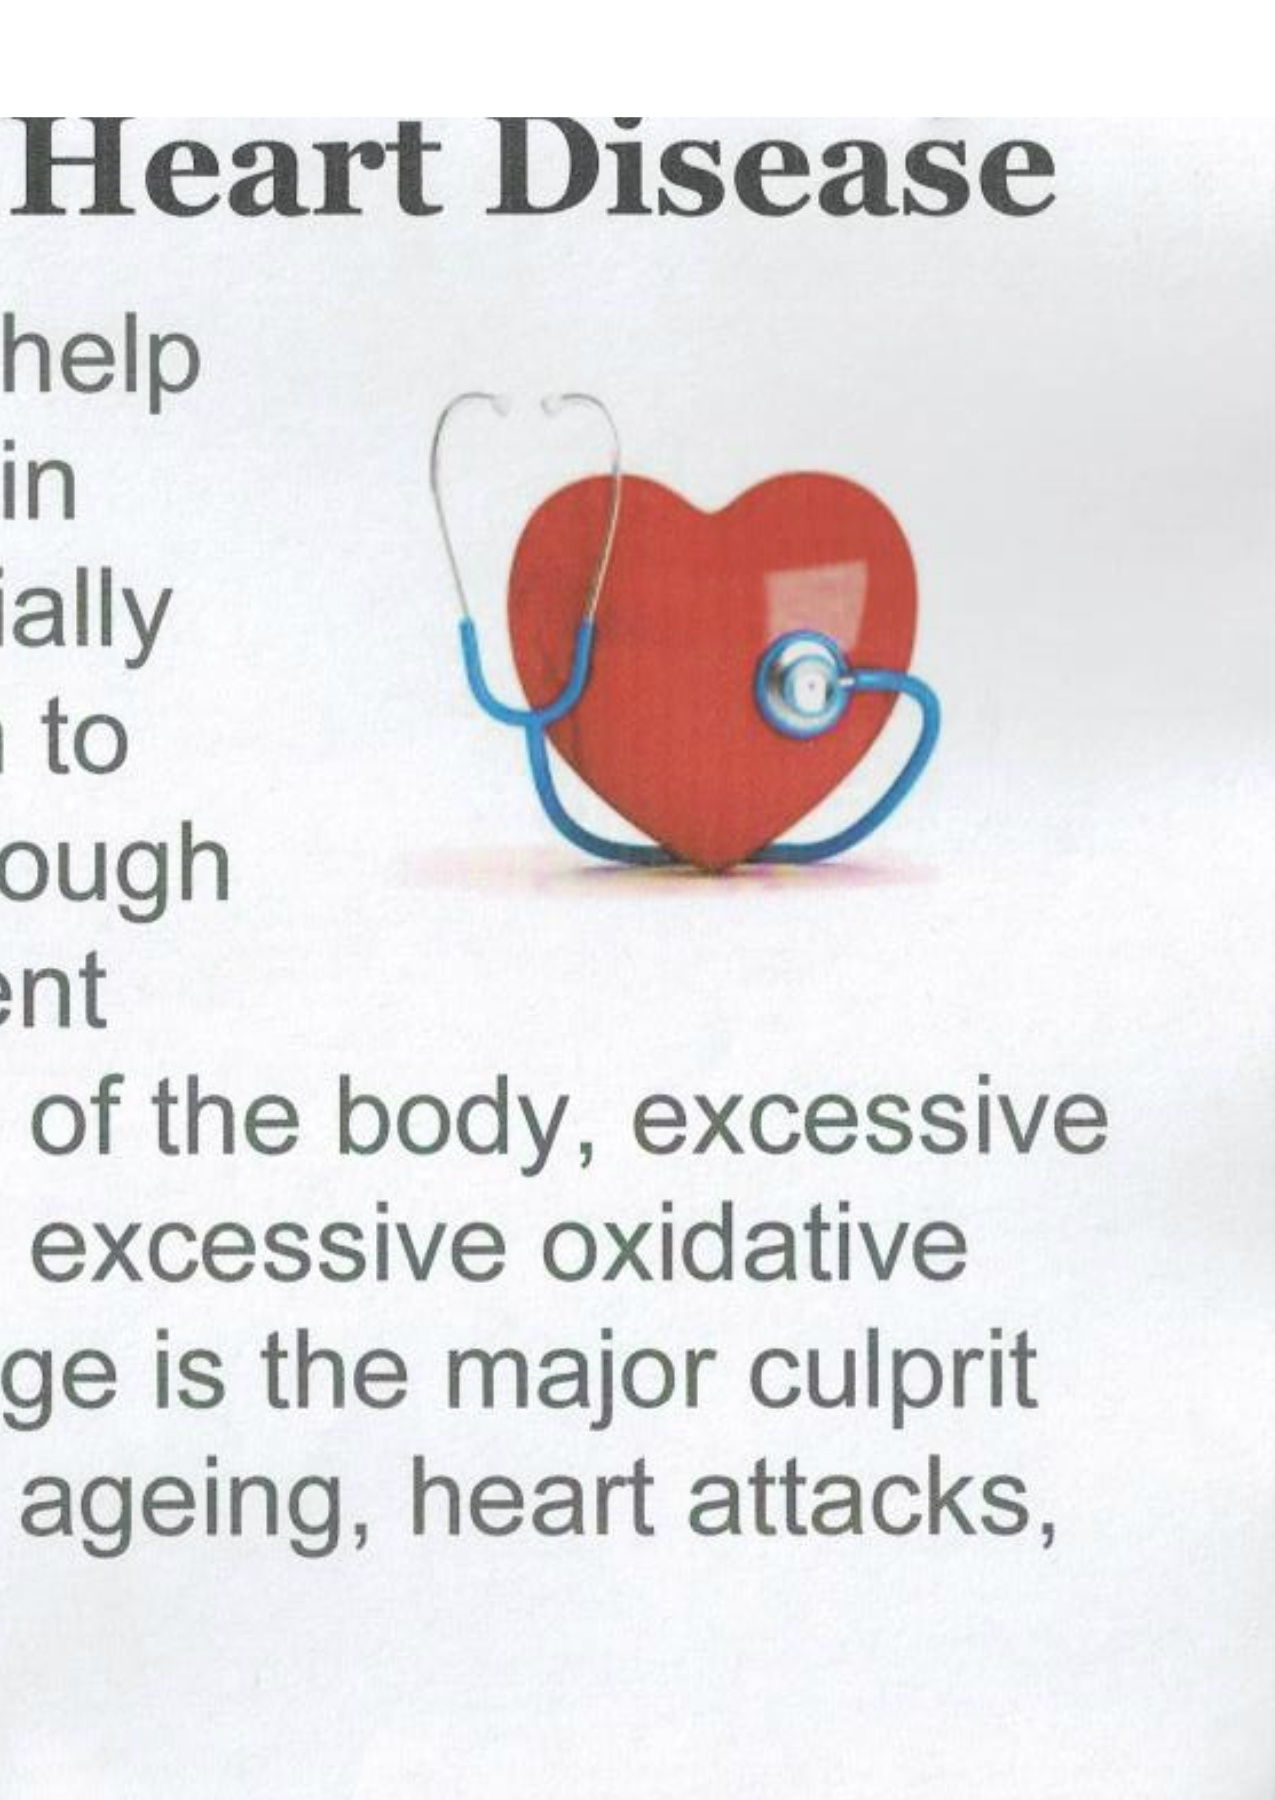 Heart Disease
help
in
ially
to
ough
ent
of the body, excessive
excessive oxidative
ge is the major culprit
ageing, heart attacks,